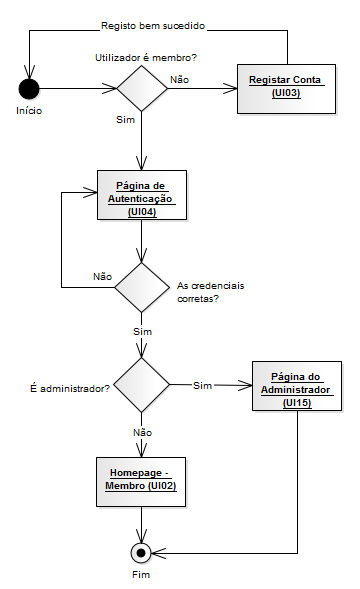 Registo bem sucedido
Utilizador é membro?
Não
Registar Conta
(UI03)
Início
Sim
Página de
Autenticação
(UI04)
Não
As credenciais
corretas?
Sim
É administrador?
Sim
Página do
Administrador
(UI15)
Não
Homepage -
Membro (UI02)
Fim